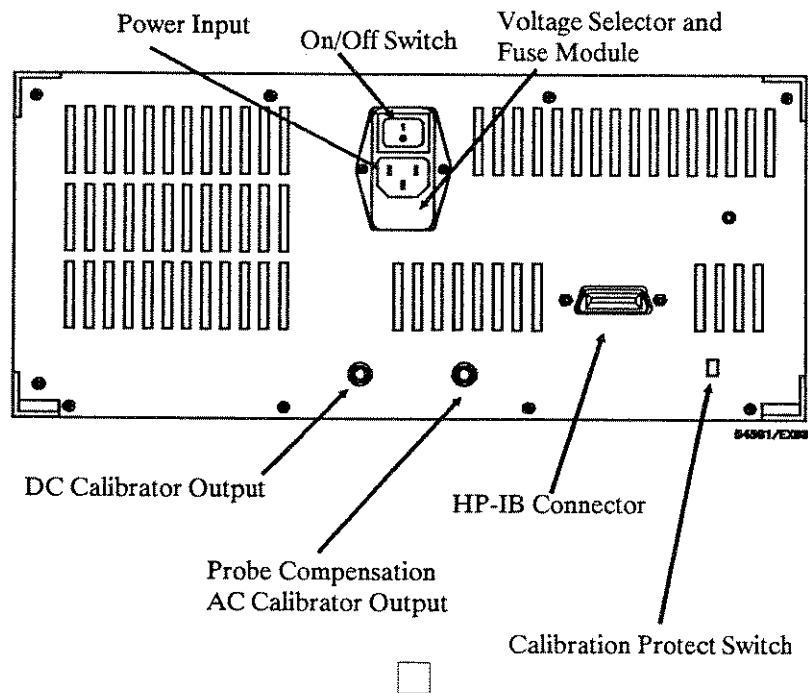 Power Input
On/Off Switch
Voltage Selector and
Fuse Module
DC Calibrator Output
HP-IB Connector
Probe Compensation
AC Calibrator Output
Calibration Protect Switch